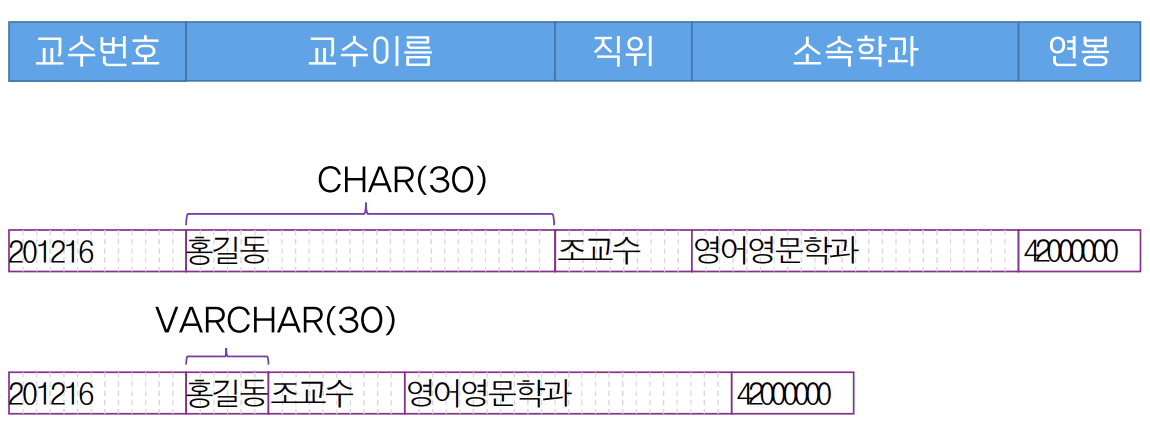 교수번호 교수이름 직위 소속학과 연봉
CHAR(30)
201216 홍길동 조교수 영어영문학과 42000000
VARCHAR(30)
201216 홍길동 조교수 영어영문학과 42000000